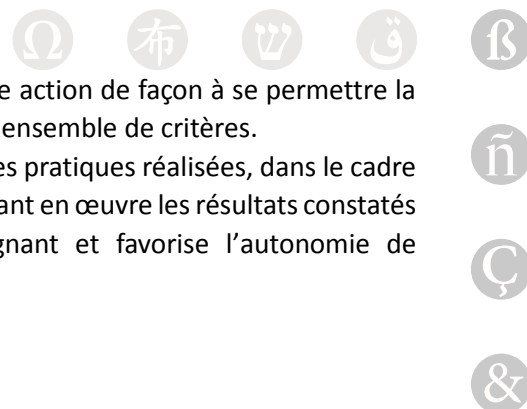 Ω 布 שּׁ قٌ ß
e action de façon à se permettre la
ensemble de critères.
ñ
es pratiques réalisées, dans le cadre
ant en œuvre les résultats constatés
gnant et favorise l’autonomie de
Ç
&